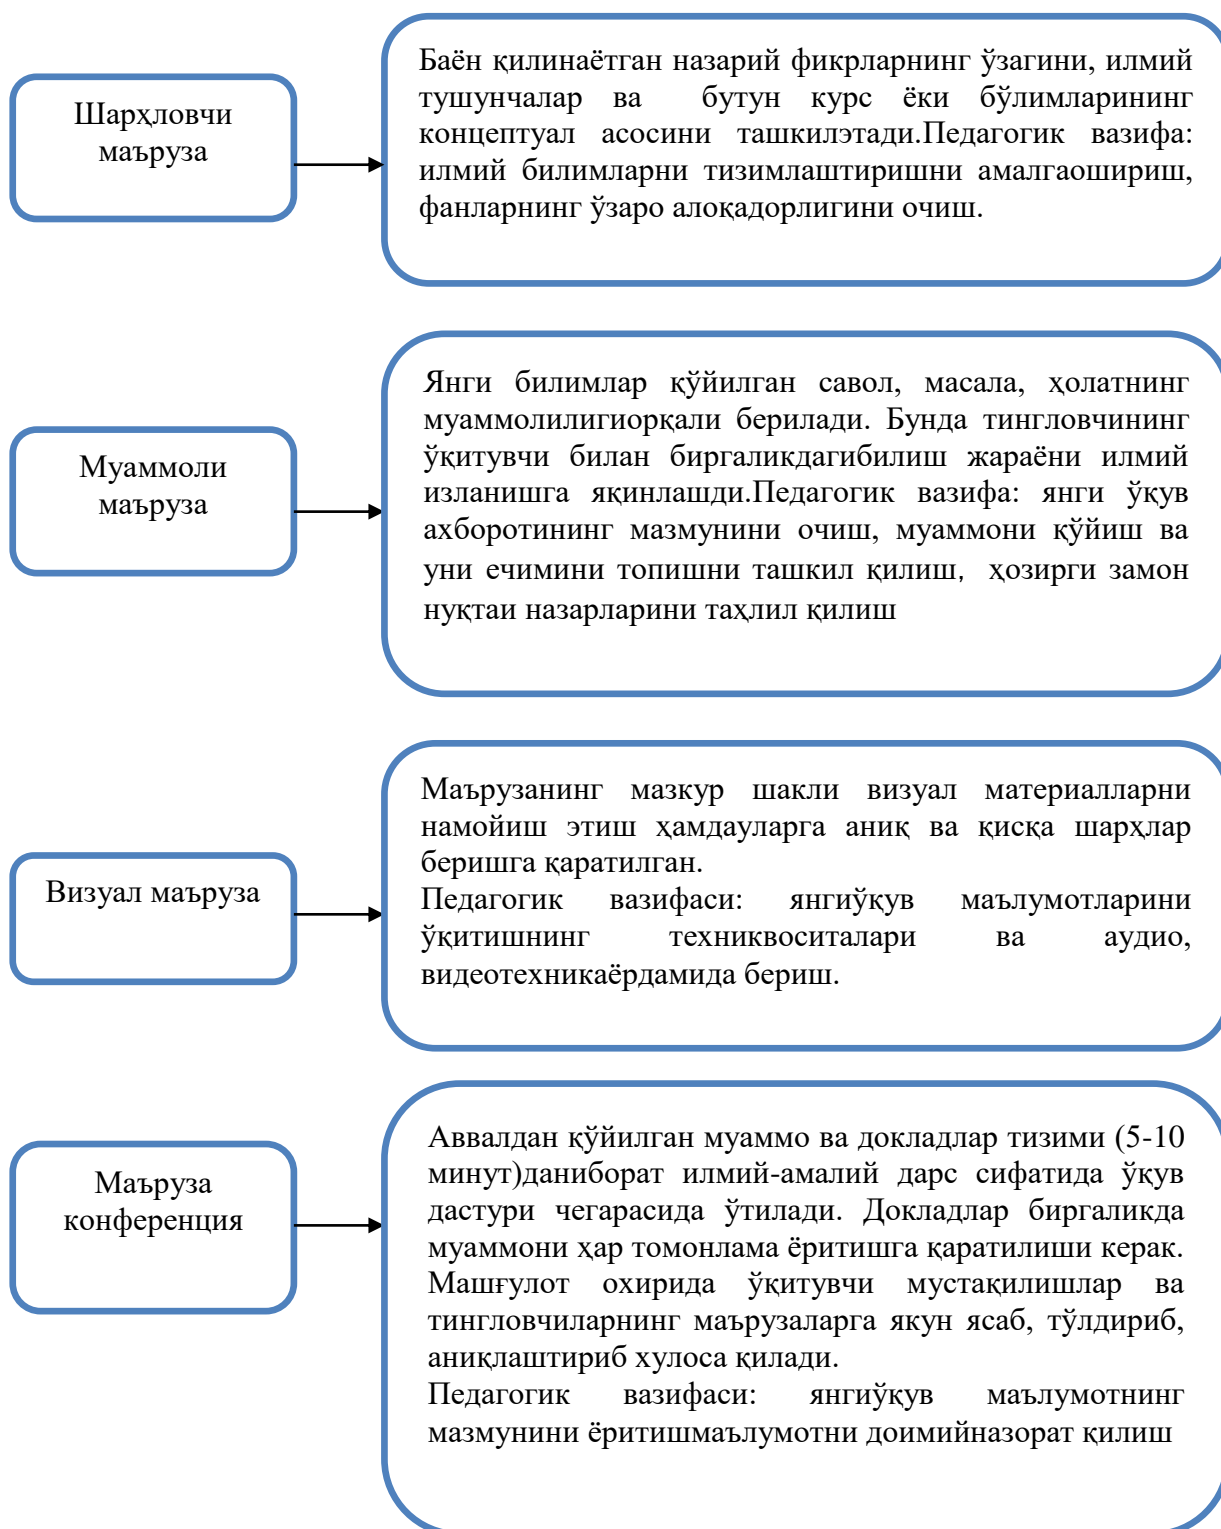 Шарҳловчи
маъруза
Баён қилинаётган назарий фикрларнинг ўзагини, илмий
тушунчалар ва бутун курс ёки бўлимларининг
концептуал асосини ташкилэтади.Педагогик вазифа:
илмий билимларни тизимлаштиришни амалгаошириш,
фанларнинг ўзаро алоқадорлигини очиш.
Муаммоли
маъруза
Янги билимлар қўйилган савол, масала, ҳолатнинг
муаммолилигиорқали берилади. Бунда тингловчининг
ўқитувчи билан биргаликдагибилиш жараёни илмий
изланишга яқинлашди.Педагогик вазифа: янги ўқув
ахборотининг мазмунини очиш, муаммони қўйиш ва
уни ечимини топишни ташкил қилиш, ҳозирги замон
нуқтаи назарларини таҳлил қилиш
Визуал маъруза
Маърузанинг мазкур шакли визуал материалларни
намойиш этиш ҳамдауларга аниқ ва қисқа шарҳлар
беришга қаратилган.
Педагогик вазифаси: янгиўқув маълумотларини
ўқитишнинг техниквоситалари ва аудио,
видеотехникаёрдамида бериш.
Маъруза
конференция
Аввалдан қўйилган муаммо ва докладлар тизими (5-10
минут)даниборат илмий-амалий дарс сифатида ўқув
дастури чегарасида ўтилади. Докладлар биргаликда
муаммони ҳар томонлама ёритишга қаратилиши керак.
Машғулот охирида ўқитувчи мустақилишлар ва
тингловчиларнинг маърузаларга якун ясаб, тўлдириб,
аниқлаштириб хулоса қилади.
Педагогик вазифаси: янгиўқув маълумотнинг
мазмунини ёритишмаълумотни доимийназорат қилиш